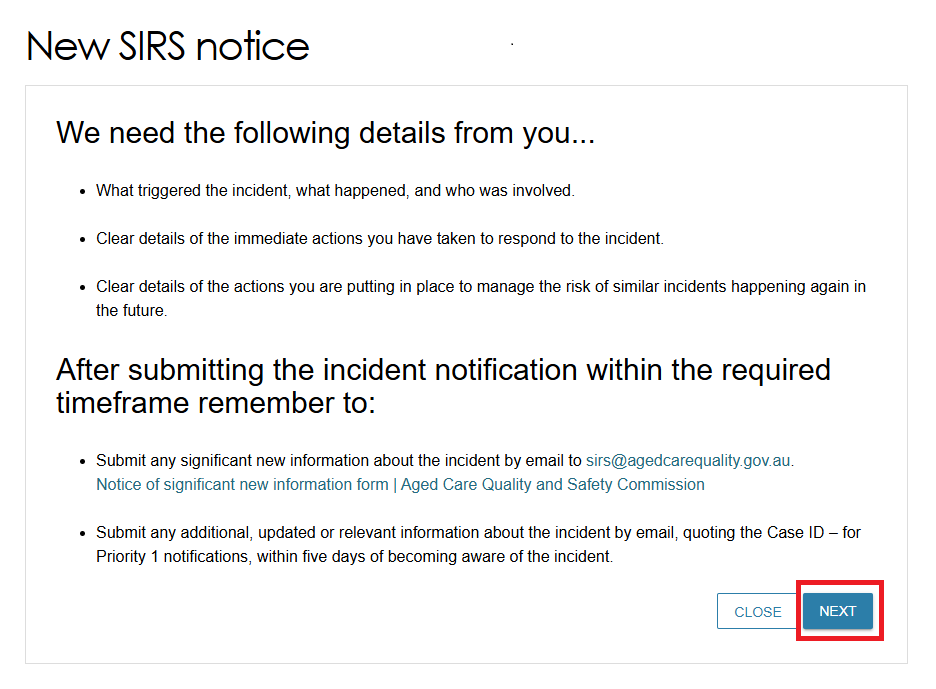 New SIRS notice
We need the following details from you...
• What triggered the incident, what happened, and who was involved.
• Clear details of the immediate actions you have taken to respond to the incident.
• Clear details of the actions you are putting in place to manage the risk of similar incidents happening again in
the future.
After submitting the incident notification within the required
timeframe remember to:
• Submit any significant new information about the incident by email to sirs@agedcarequality.gov.au.
Notice of significant new information form | Aged Care Quality and Safety Commission
• Submit any additional, updated or relevant information about the incident by email, quoting the Case ID – for
Priority 1 notifications, within five days of becoming aware of the incident.
CLOSE NEXT